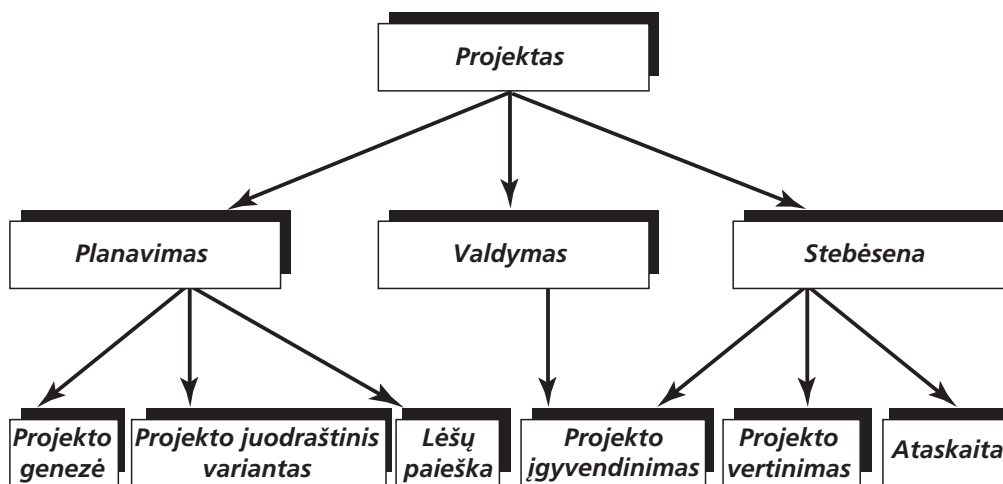 Projektas
Planavimas
Valdymas
Stebėsena
Projekto
genezė
Projekto juodraštinis
variantas
Lėšų
paieška
Projekto
įgyvendinimas
Projekto
vertinimas
Ataskaita